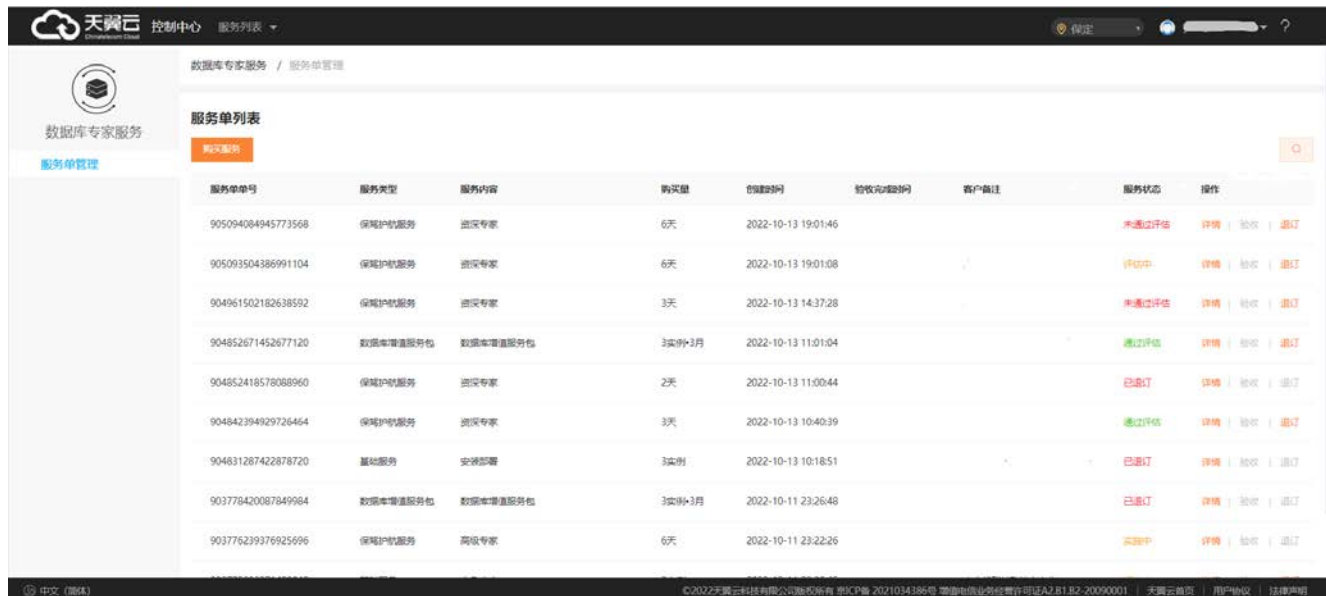 天翼云 控制中心 服务列表 保定 ?
Chinatelecom Cloud
数据库专家服务 / 服务单管理
数据库专家服务
服务单管理
服务单列表
购买服务
服务单单号 服务类型 服务内容 购买量 创建时间 验收完成时间 客户备注 服务状态 操作
905094084945773568 保驾护航服务 资深专家 6天 2022-10-13 19:01:46 未通过评估 详情 | 验收 | 退订
905093504386991104 保驾护航服务 资深专家 6天 2022-10-13 19:01:08 评估中 详情 | 验收 | 退订
904961502182638592 保驾护航服务 资深专家 3天 2022-10-13 14:37:28 未通过评估 详情 | 验收 | 退订
904852671452677120 数据库增值服务包 数据库增值服务包 3实例•3月 2022-10-13 11:01:04 通过评估 详情 | 验收 | 退订
904852418578088960 保驾护航服务 资深专家 2天 2022-10-13 11:00:44 已退订 详情 | 验收 | 退订
904842394929726464 保驾护航服务 资深专家 3天 2022-10-13 10:40:39 通过评估 详情 | 验收 | 退订
904831287422878720 基础服务 安装部署 3实例 2022-10-13 10:18:51 已退订 详情 | 验收 | 退订
903778420087849984 数据库增值服务包 数据库增值服务包 3实例•3月 2022-10-11 23:26:48 已退订 详情 | 验收 | 退订
903776239376925696 保驾护航服务 高级专家 6天 2022-10-11 23:22:26 实施中 详情 | 验收 | 退订
中文 (简体) ©2022天翼云科技有限公司版权所有 京ICP备 2021034386号 增值电信业务经营许可证A2.B1.B2-20090001 | 天翼云首页 | 用户协议 | 法律声明